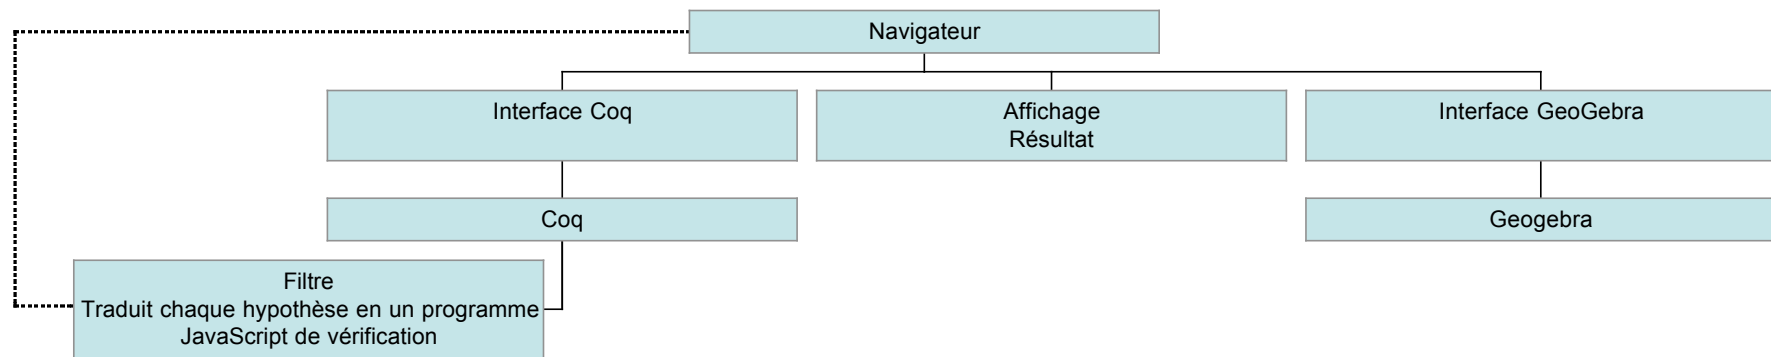 Navigateur
Interface Coq
Affichage
Résultat
Interface GeoGebra
Coq
Geogebra
Filtre
Traduit chaque hypothèse en un programme
JavaScript de vérification